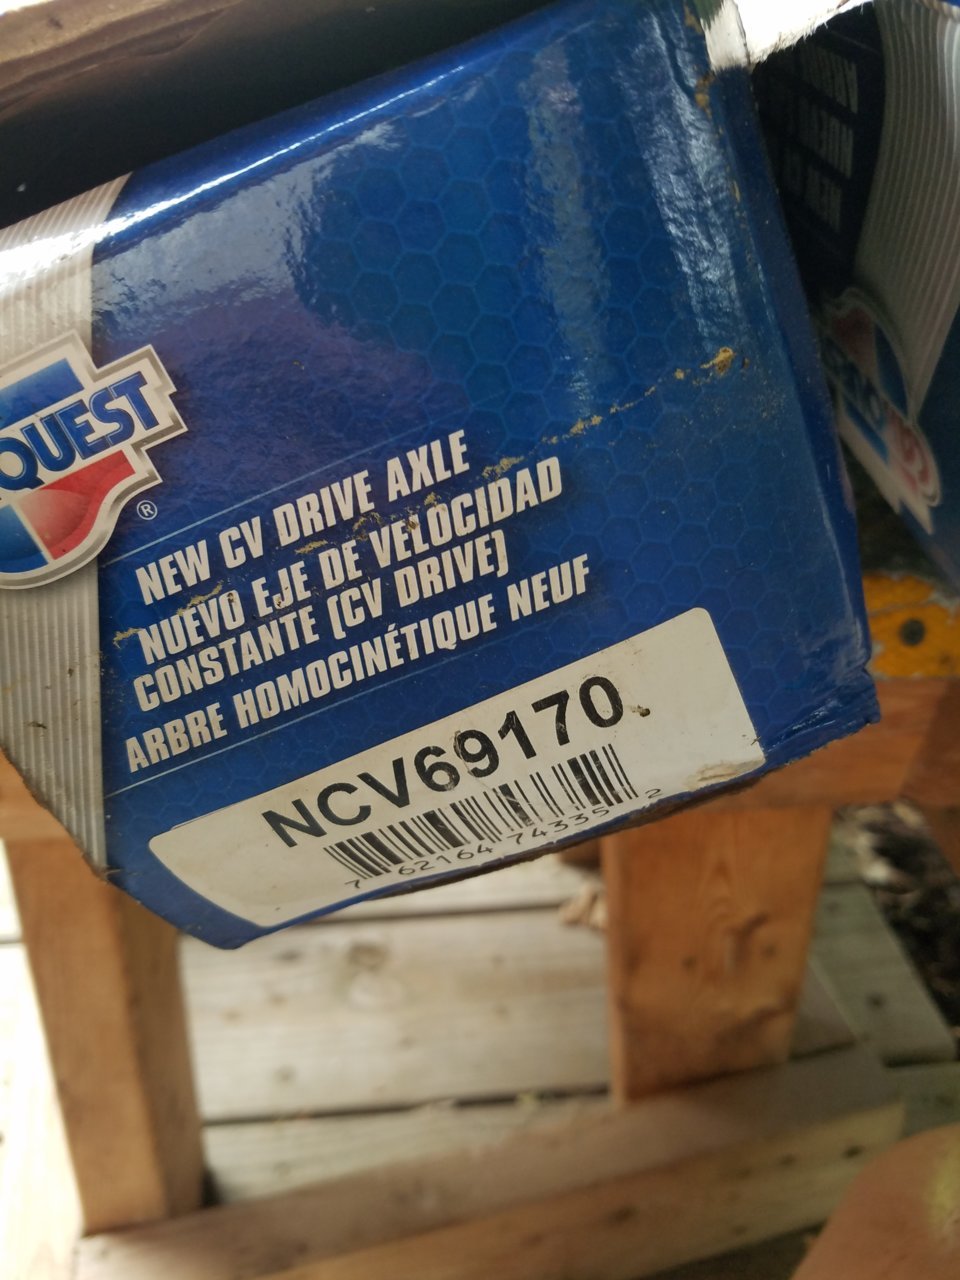 QUEST
®
NEW CV DRIVE AXLE
NUEVO EJE DE VELOCIDAD
CONSTANTE (CV DRIVE)
ARBRE HOMOCINÉTIQUE NEUF
NCV69170
7 62164 74335 2